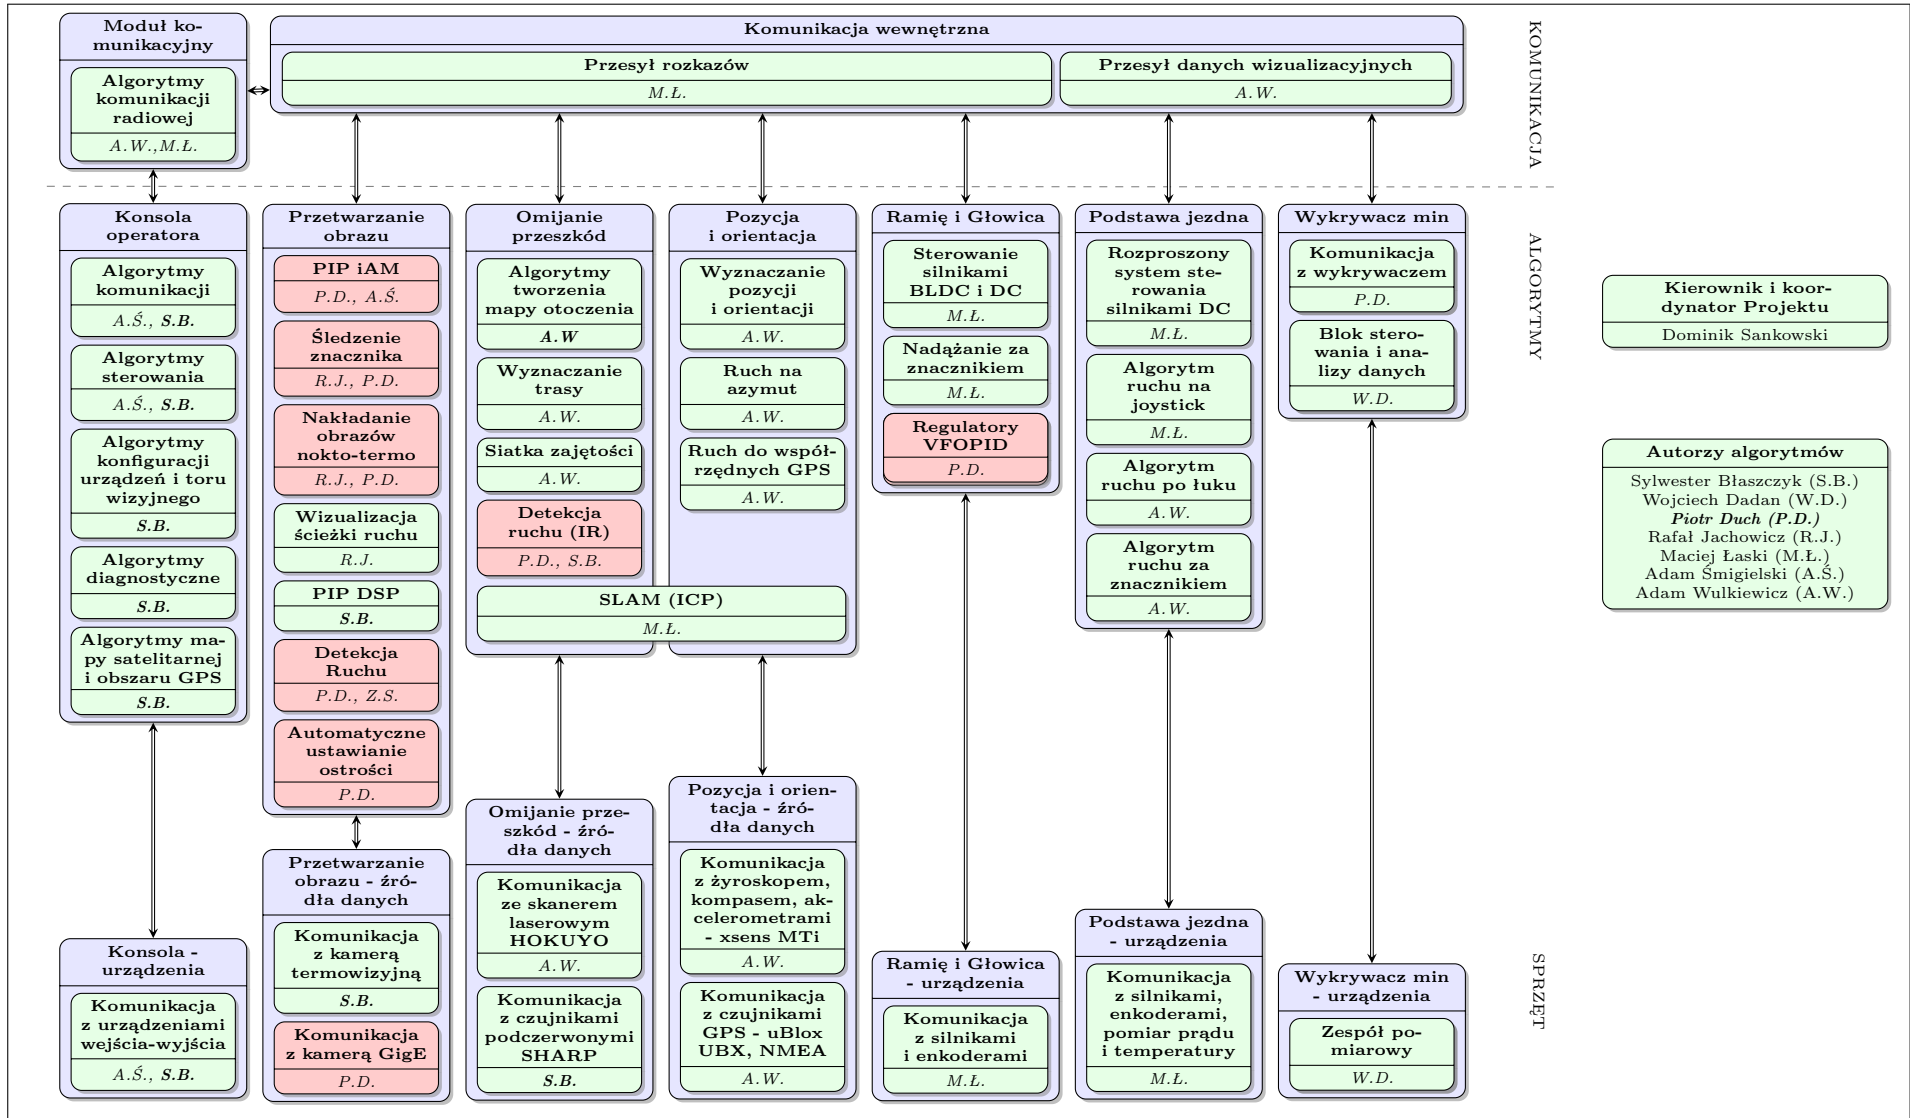 Moduł ko-
munikacyjny
Algorytmy
komunikacji
radiowej
A.W.,M.Ł.
Komunikacja wewnętrzna
Przesył rozkazów
M.Ł.
Przesył danych wizualizacyjnych
A.W.
KOMUNIKACJA
Konsola
operatora
Algorytmy
komunikacji
A.Ś., S.B.
Algorytmy
sterowania
A.Ś., S.B.
Algorytmy
konfiguracji
urządzeń i toru
wizyjnego
S.B.
Algorytmy
diagnostyczne
S.B.
Algorytmy ma-
py satelitarnej
i obszaru GPS
S.B.
Przetwarzanie
obrazu
PIP iAM
P.D., A.Ś.
Śledzenie
znacznika
R.J., P.D.
Nakładanie
obrazów
nokto-termo
R.J., P.D.
Wizualizacja
ścieżki ruchu
R.J.
PIP DSP
S.B.
Detekcja
Ruchu
P.D., Z.S.
Automatyczne
ustawianie
ostrości
P.D.
Omijanie
przeszkód
Algorytmy
tworzenia
mapy otoczenia
A.W
Wyznaczanie
trasy
A.W.
Siatka zajętości
A.W.
Detekcja
ruchu (IR)
P.D., S.B.
SLAM (ICP)
M.Ł.
Pozycja
i orientacja
Wyznaczanie
pozycji
i orientacji
A.W.
Ruch na
azymut
A.W.
Ruch do współ-
rzędnych GPS
A.W.
Ramię i Głowica
Sterowanie
silnikami
BLDC i DC
M.Ł.
Nadążanie za
znacznikiem
M.Ł.
Regulatory
VFOPID
P.D.
Podstawa jezdna
Rozproszony
system ste-
rowania
silnikami DC
M.Ł.
Algorytm
ruchu na
joystick
M.Ł.
Algorytm
ruchu po łuku
A.W.
Algorytm
ruchu za
znacznikiem
A.W.
Wykrywacz min
Komunikacja
z wykrywaczem
P.D.
Blok stero-
wania i ana-
lizy danych
W.D.
ALGORYTMY
Kierownik i koor-
dynator Projektu
Dominik Sankowski
Autorzy algorytmów
Sylwester Błaszczyk (S.B.)
Wojciech Dadan (W.D.)
Piotr Duch (P.D.)
Rafał Jachowicz (R.J.)
Maciej Łaski (M.Ł.)
Adam Śmigielski (A.Ś.)
Adam Wulkiewicz (A.W.)
Konsola -
urządzenia
Komunikacja
z urządzeniami
wejścia-wyjścia
A.Ś., S.B.
Przetwarzanie
obrazu - źró-
dła danych
Komunikacja
z kamerą
termowizyjną
S.B.
Komunikacja
z kamerą GigE
P.D.
Omijanie prze-
szkód - źró-
dła danych
Komunikacja
ze skanerem
laserowym
HOKUYO
A.W.
Komunikacja
z czujnikami
podczerwonymi
SHARP
S.B.
Pozycja i orien-
tacja - źró-
dła danych
Komunikacja
z żyroskopem,
kompasem, ak-
celerometrami
- xsens MTi
A.W.
Komunikacja
z czujnikami
GPS - uBlox
UBX, NMEA
A.W.
Ramię i Głowica
- urządzenia
Komunikacja
z silnikami
i enkoderami
M.Ł.
Podstawa jezdna
- urządzenia
Komunikacja
z silnikami,
enkoderami,
pomiar prądu
i temperatury
M.Ł.
Wykrywacz min
- urządzenia
Zespół po-
miarowy
W.D.
SPRZĘT